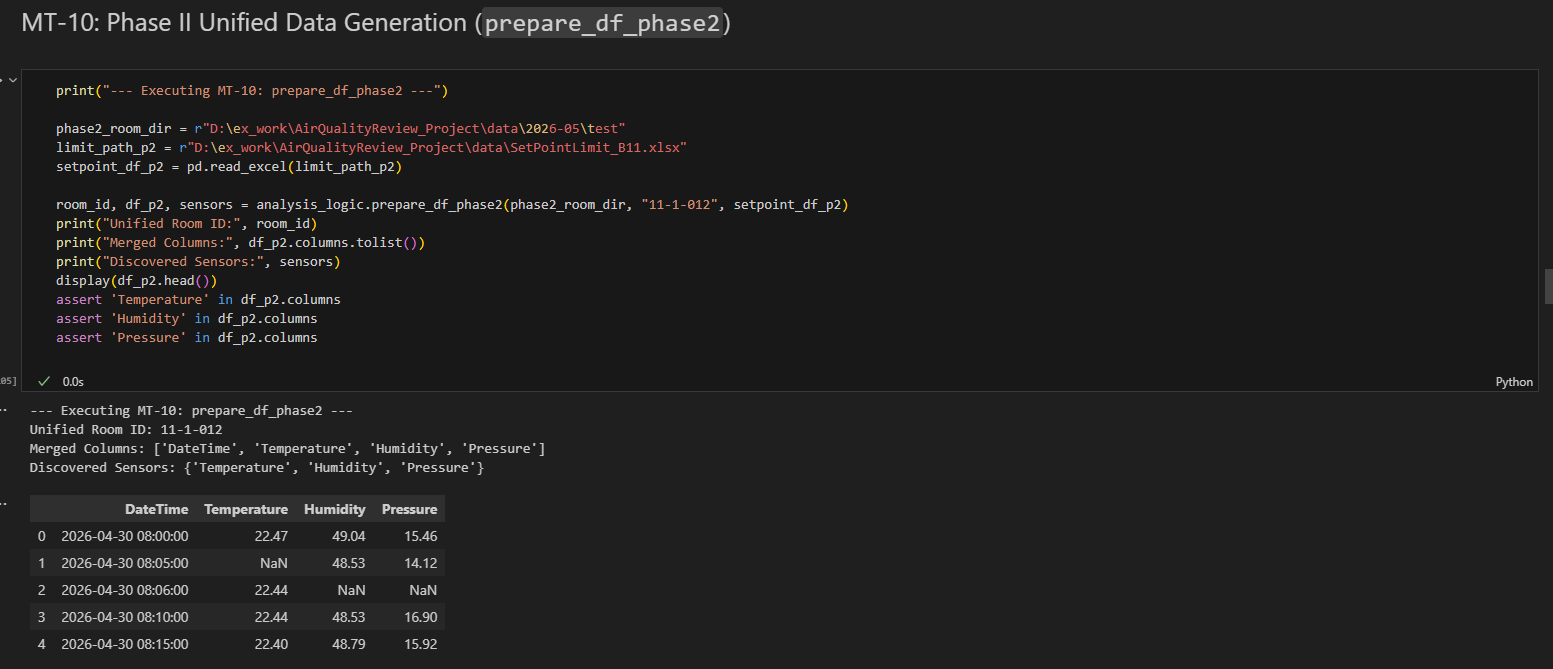 MT-10: Phase II Unified Data Generation (prepare_df_phase2)
print("--- Executing MT-10: prepare_df_phase2 ---")
phase2_room_dir = r"D:\ex_work\AirQualityReview_Project\data\2026-05\test"
limit_path_p2 = r"D:\ex_work\AirQualityReview_Project\data\SetPointLimit_B11.xlsx"
setpoint_df_p2 = pd.read_excel(limit_path_p2)
room_id, df_p2, sensors = analysis_logic.prepare_df_phase2(phase2_room_dir, "11-1-012", setpoint_df_p2)
print("Unified Room ID:", room_id)
print("Merged Columns:", df_p2.columns.tolist())
print("Discovered Sensors:", sensors)
display(df_p2.head())
assert 'Temperature' in df_p2.columns
assert 'Humidity' in df_p2.columns
assert 'Pressure' in df_p2.columns
05] 0.0s Python
--- Executing MT-10: prepare_df_phase2 ---
Unified Room ID: 11-1-012
Merged Columns: ['DateTime', 'Temperature', 'Humidity', 'Pressure']
Discovered Sensors: {'Temperature', 'Humidity', 'Pressure'}
DateTime Temperature Humidity Pressure
0 2026-04-30 08:00:00 22.47 49.04 15.46
1 2026-04-30 08:05:00 NaN 48.53 14.12
2 2026-04-30 08:06:00 22.44 NaN NaN
3 2026-04-30 08:10:00 22.44 48.53 16.90
4 2026-04-30 08:15:00 22.40 48.79 15.92